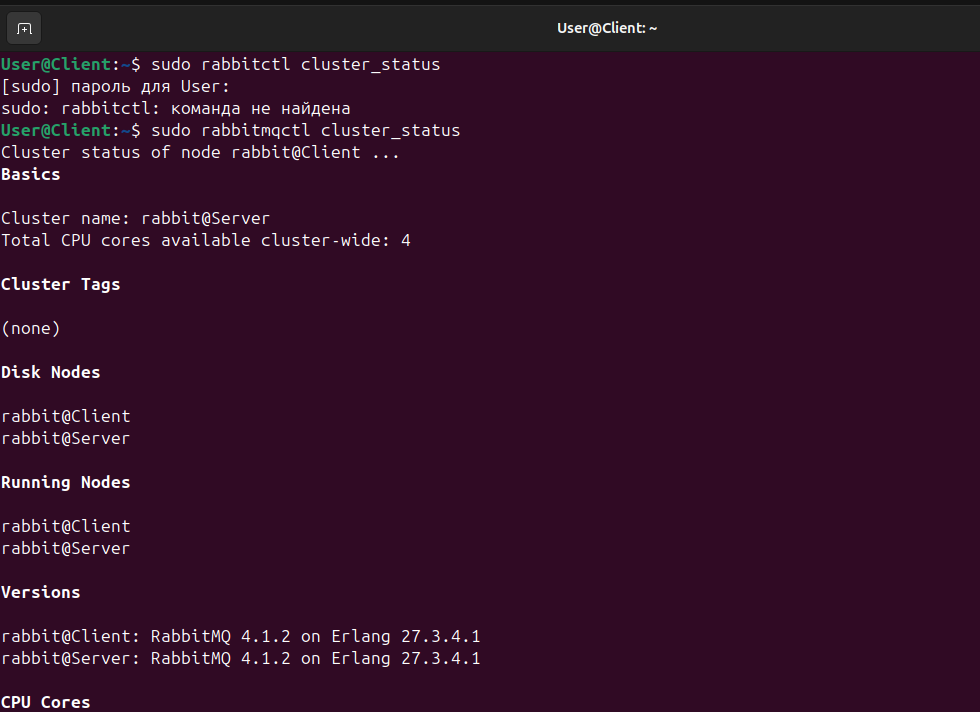 User@Client: ~
User@Client:~$ sudo rabbitctl cluster_status
[sudo] пароль для User:
sudo: rabbitctl: команда не найдена
User@Client:~$ sudo rabbitmqctl cluster_status
Cluster status of node rabbit@Client ...
Basics
Cluster name: rabbit@Server
Total CPU cores available cluster-wide: 4
Cluster Tags
(none)
Disk Nodes
rabbit@Client
rabbit@Server
Running Nodes
rabbit@Client
rabbit@Server
Versions
rabbit@Client: RabbitMQ 4.1.2 on Erlang 27.3.4.1
rabbit@Server: RabbitMQ 4.1.2 on Erlang 27.3.4.1
CPU Cores